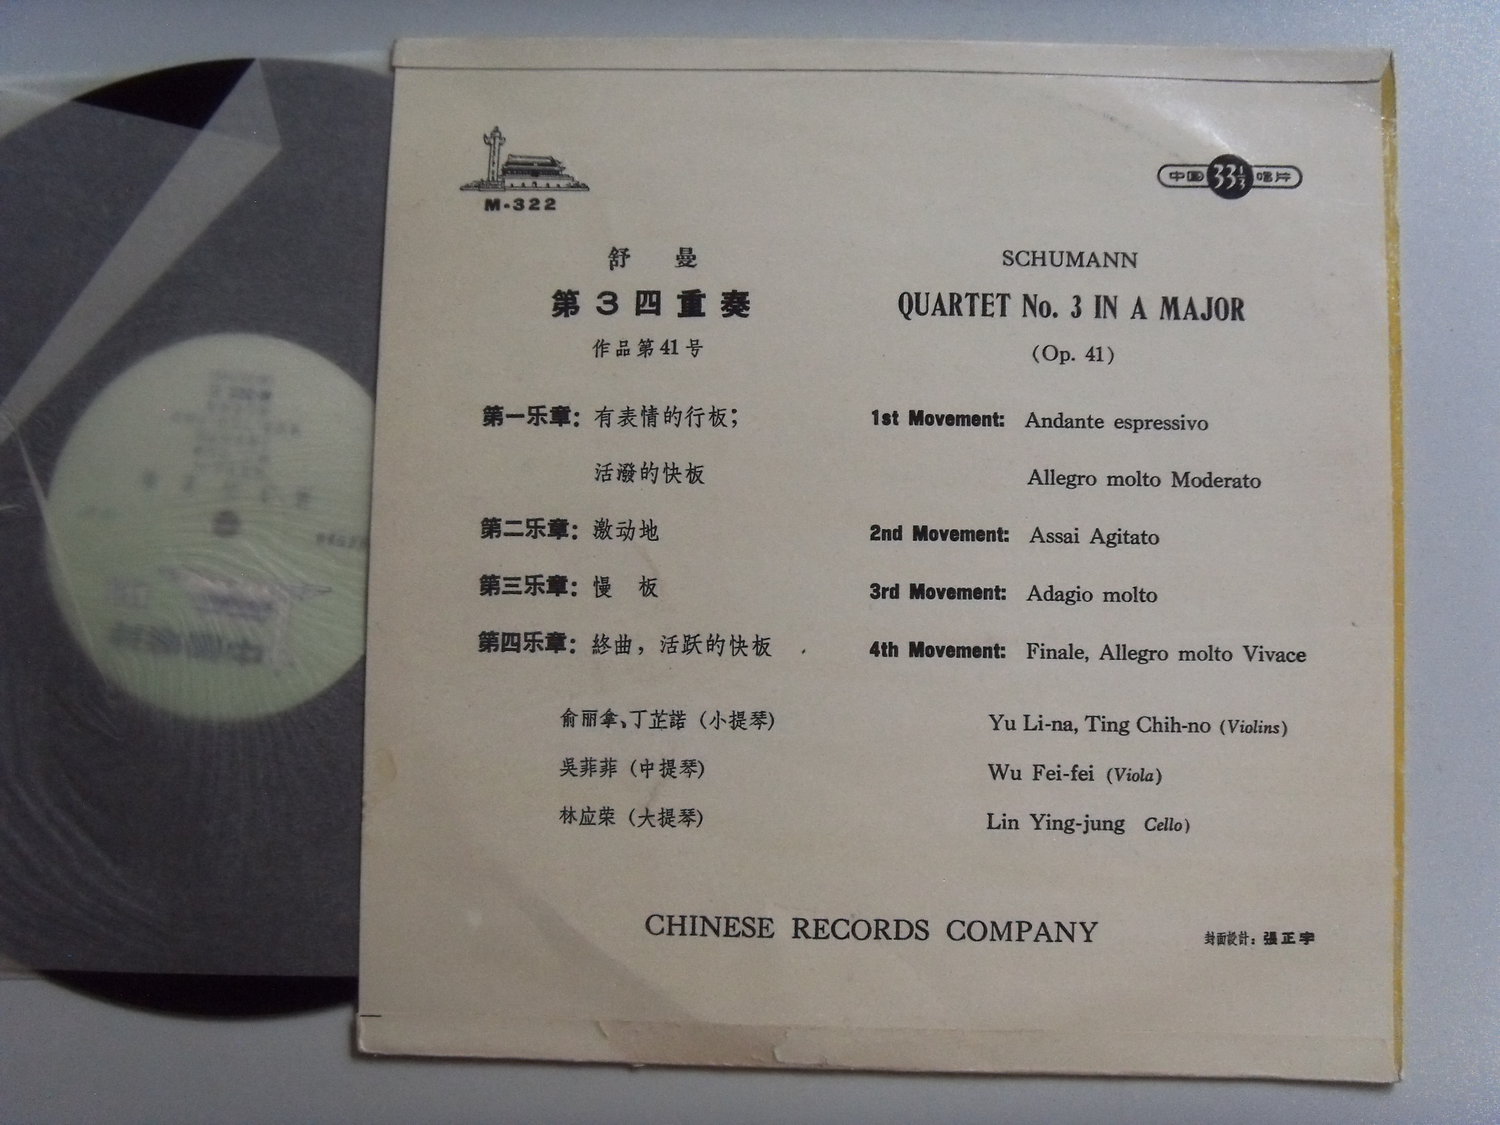 M·322
中国 33⅓ 唱片
舒 曼
第3四重奏
作品第41号
第一乐章：有表情的行板；
活潑的快板
第二乐章：激动地
第三乐章：慢 板
第四乐章：終曲，活跃的快板
俞丽拿、丁芷諾（小提琴）
吳菲菲（中提琴）
林应荣（大提琴）
SCHUMANN
QUARTET No. 3 IN A MAJOR
(Op. 41)
1st Movement: Andante espressivo
Allegro molto Moderato
2nd Movement: Assai Agitato
3rd Movement: Adagio molto
4th Movement: Finale, Allegro molto Vivace
Yu Li-na, Ting Chih-no (Violins)
Wu Fei-fei (Viola)
Lin Ying-jung Cello)
CHINESE RECORDS COMPANY
封面設計：張正宇